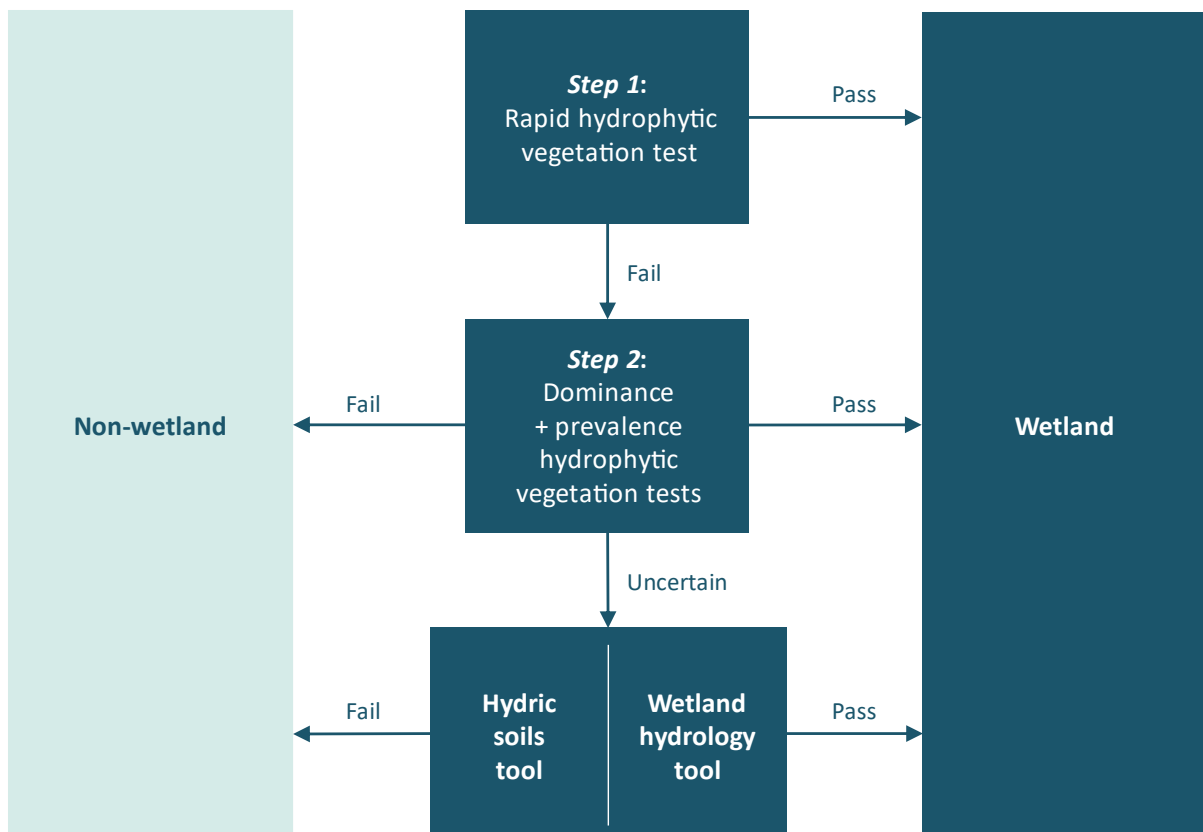 Step 1:
Rapid hydrophytic
vegetation test
Pass
Fail
Non-wetland
Fail
Step 2:
Dominance
+ prevalence
hydrophytic
vegetation tests
Pass
Wetland
Uncertain
Fail
Hydric
soils
tool
Wetland
hydrology
tool
Pass